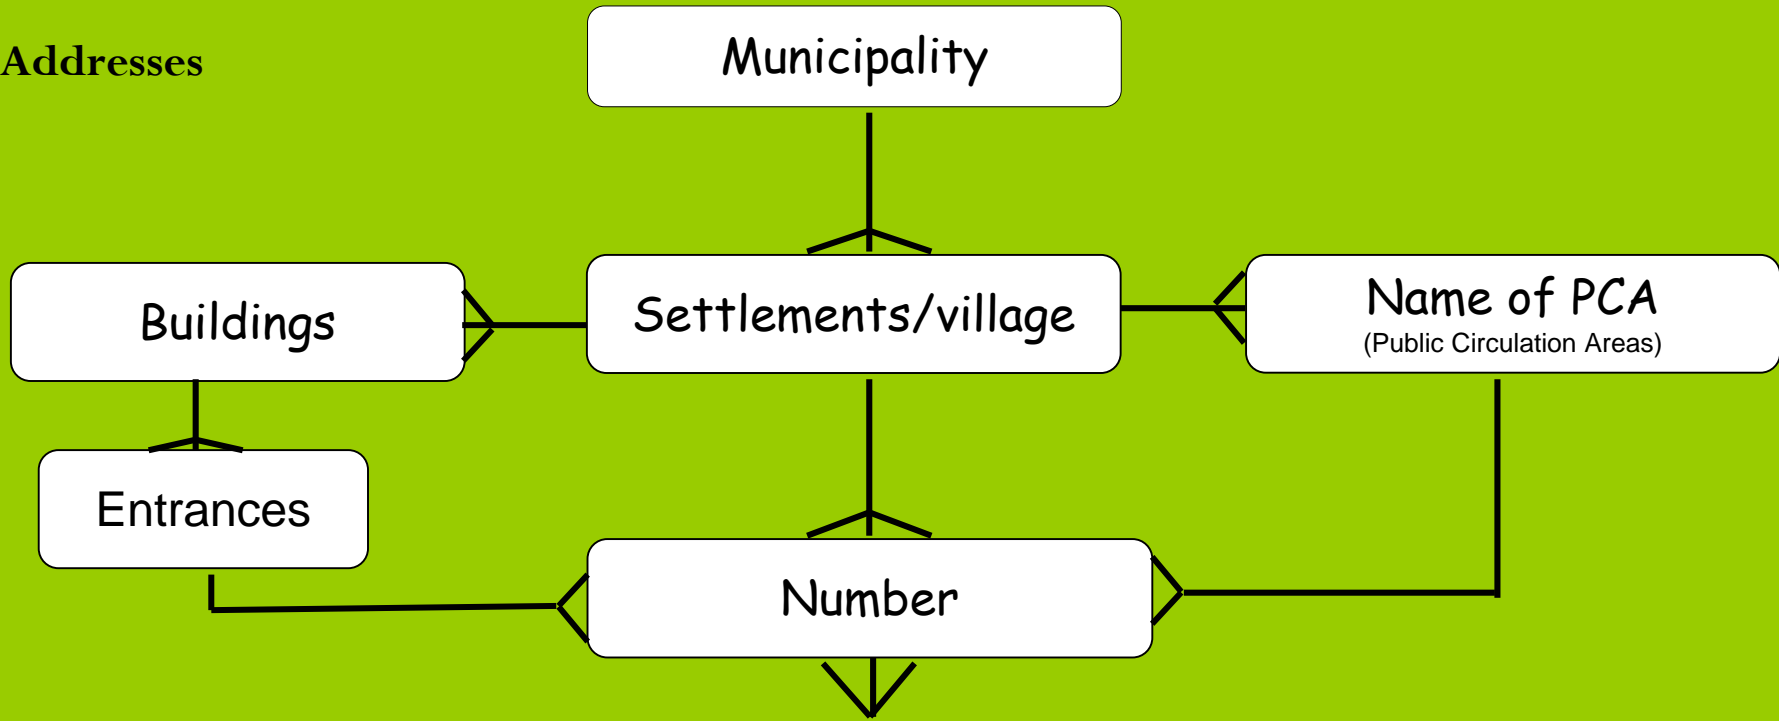 Addresses
Municipality
Buildings
Settlements/village
Name of PCA
(Public Circulation Areas)
Entrances
Number